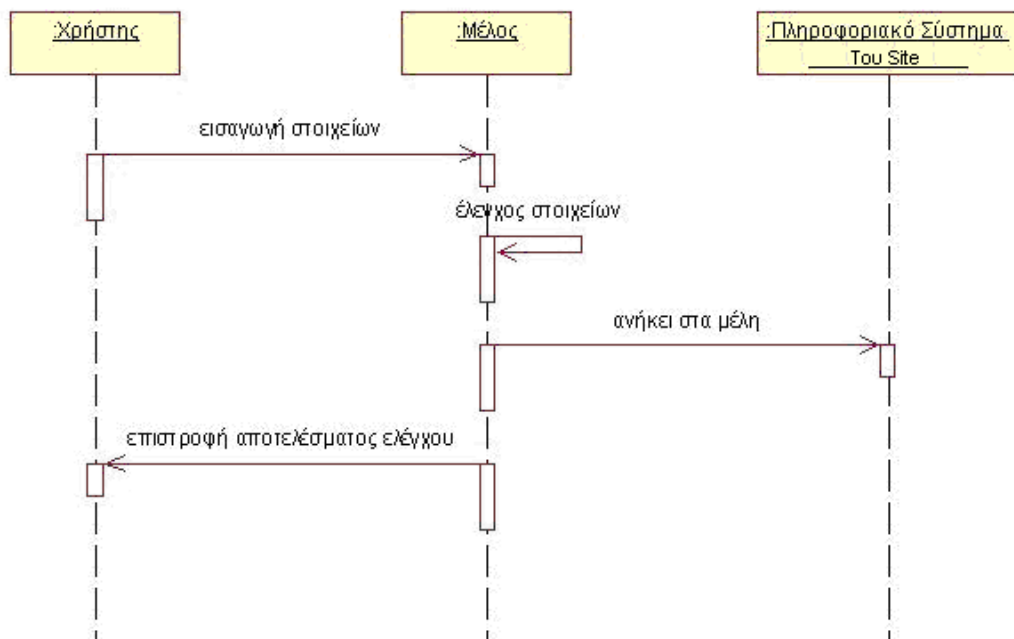 :Χρήστης
:Μέλος
:Πληροφοριακό Σύστημα
Του Site
εισαγωγή στοιχείων
έλεγχος στοιχείων
ανήκει στα μέλη
επιστροφή αποτελέσματος ελέγχου